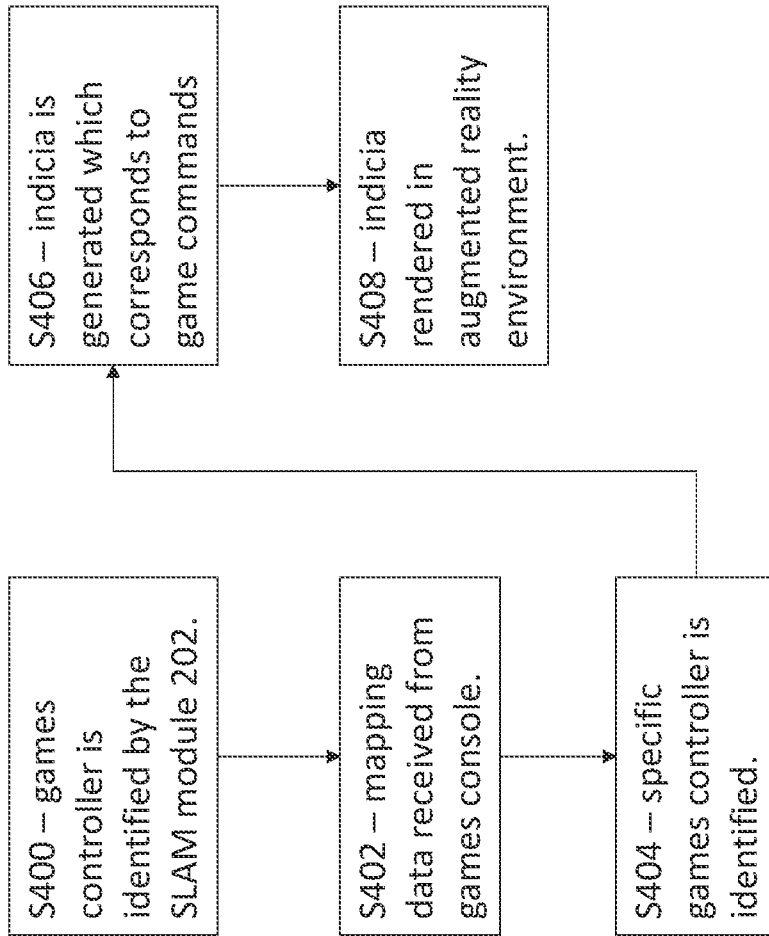 S400 – games
controller is
identified by the
SLAM module 202.
S402 – mapping
data received from
games console.
S404 – specific
games controller is
identified.
S406 – indicia is
generated which
corresponds to
game commands
S408 – indicia
rendered in
augmented reality
environment.